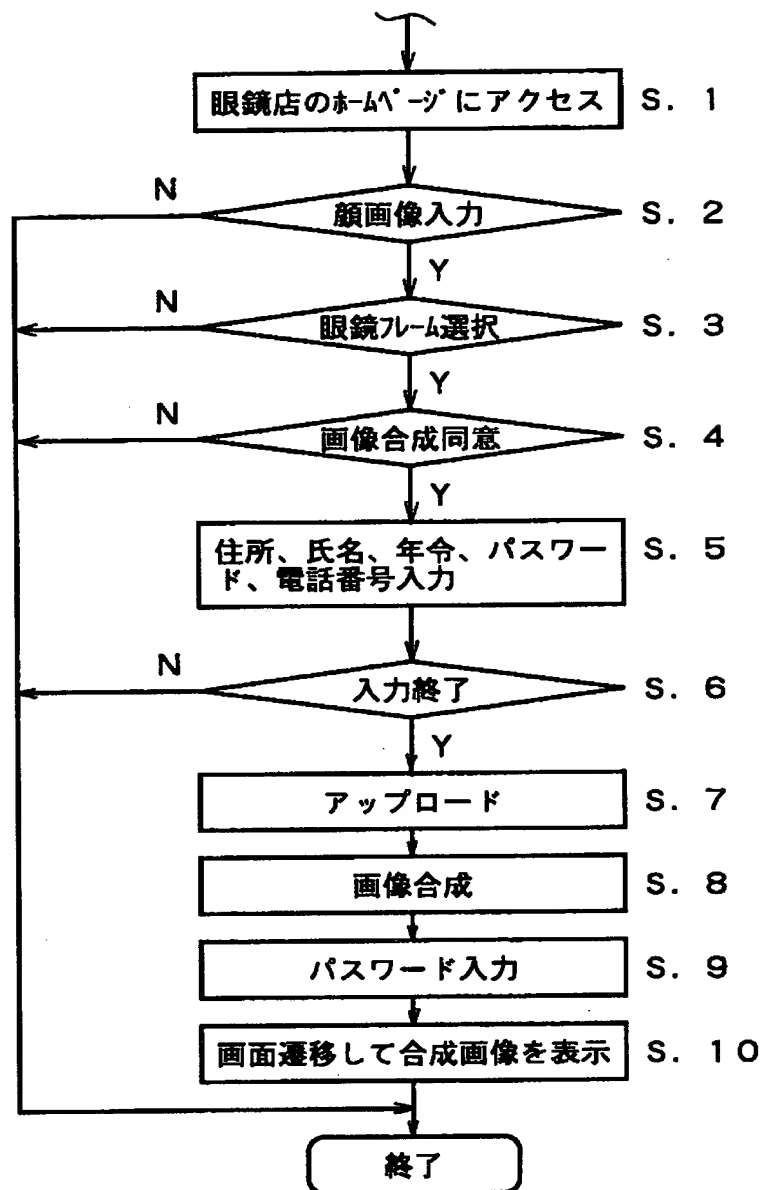 眼鏡店のﾎｰﾑﾍﾟｰｼﾞにアクセス S. 1
N
顔画像入力 S. 2
Y
N
眼鏡ﾌﾚｰﾑ選択 S. 3
Y
N
画像合成同意 S. 4
Y
住所、氏名、年令、パスワー S. 5
ド、電話番号入力
N
入力終了 S. 6
Y
アップロード S. 7
画像合成 S. 8
パスワード入力 S. 9
画面遷移して合成画像を表示 S. 10
終了